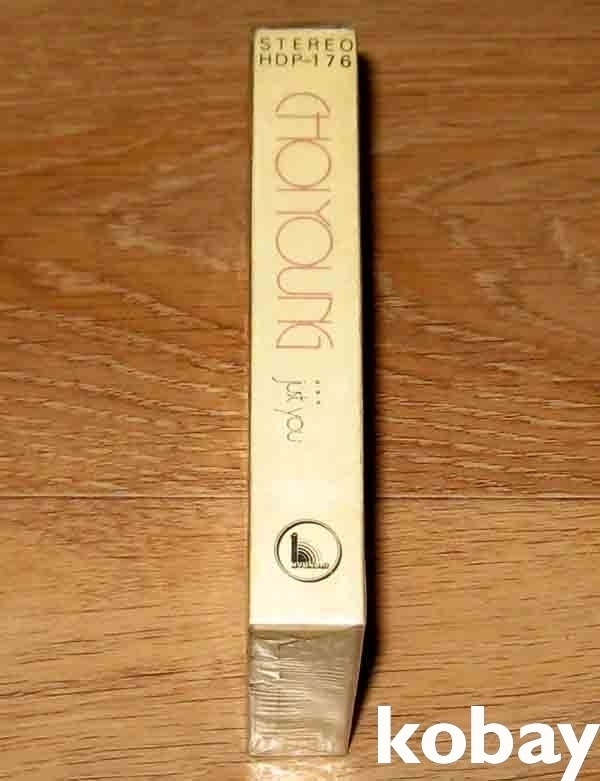 STEREO
HDP-176
CHOI YOUNG
... just you
kobay